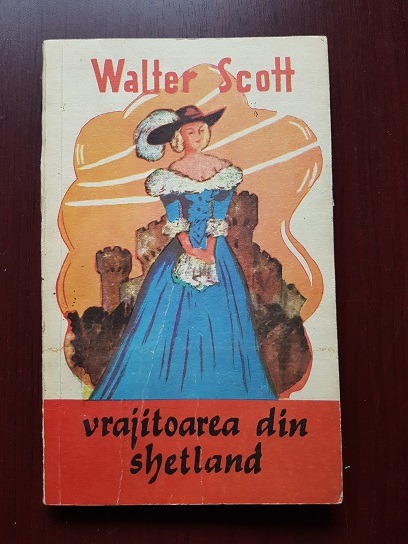 Walter Scott
vrajitoarea din
shetland